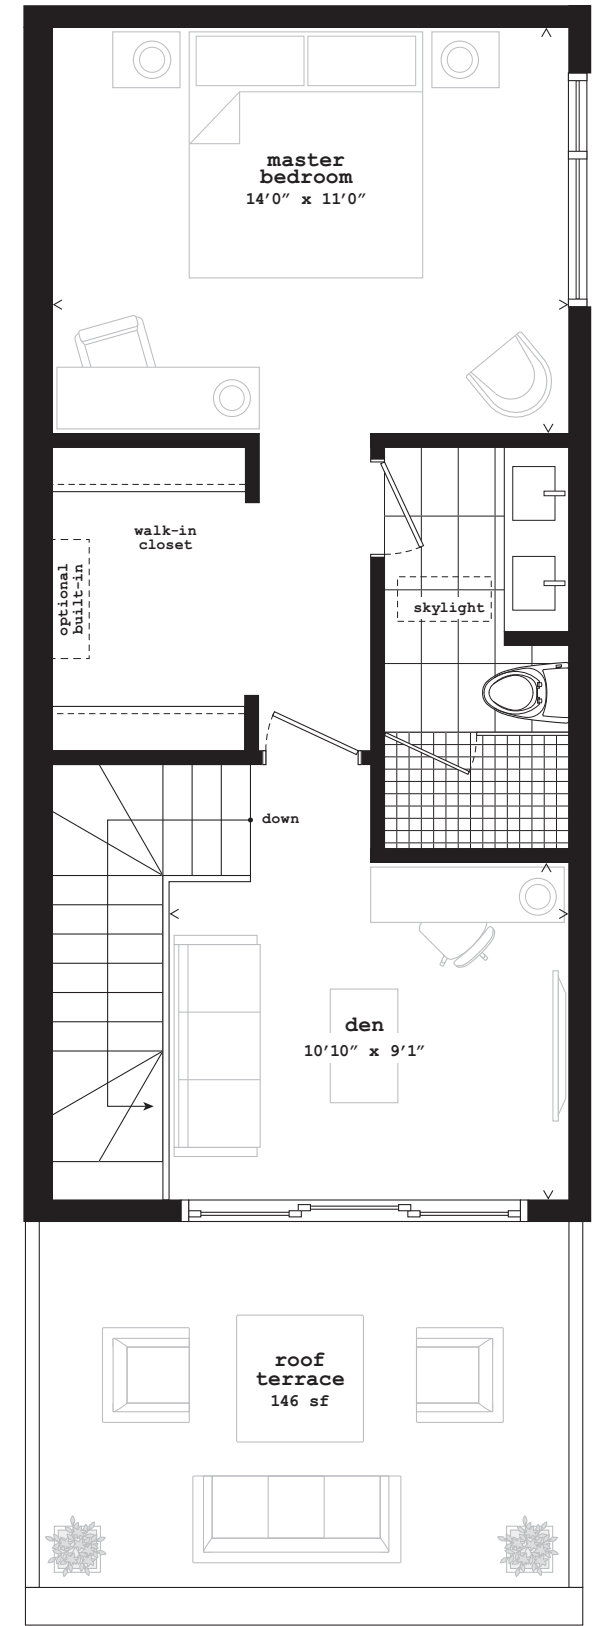 master
bedroom
14′0″ x 11′0″
walk-in
closet
optional
built-in
skylight
down
den
10′10″ x 9′1″
roof
terrace
146 sf